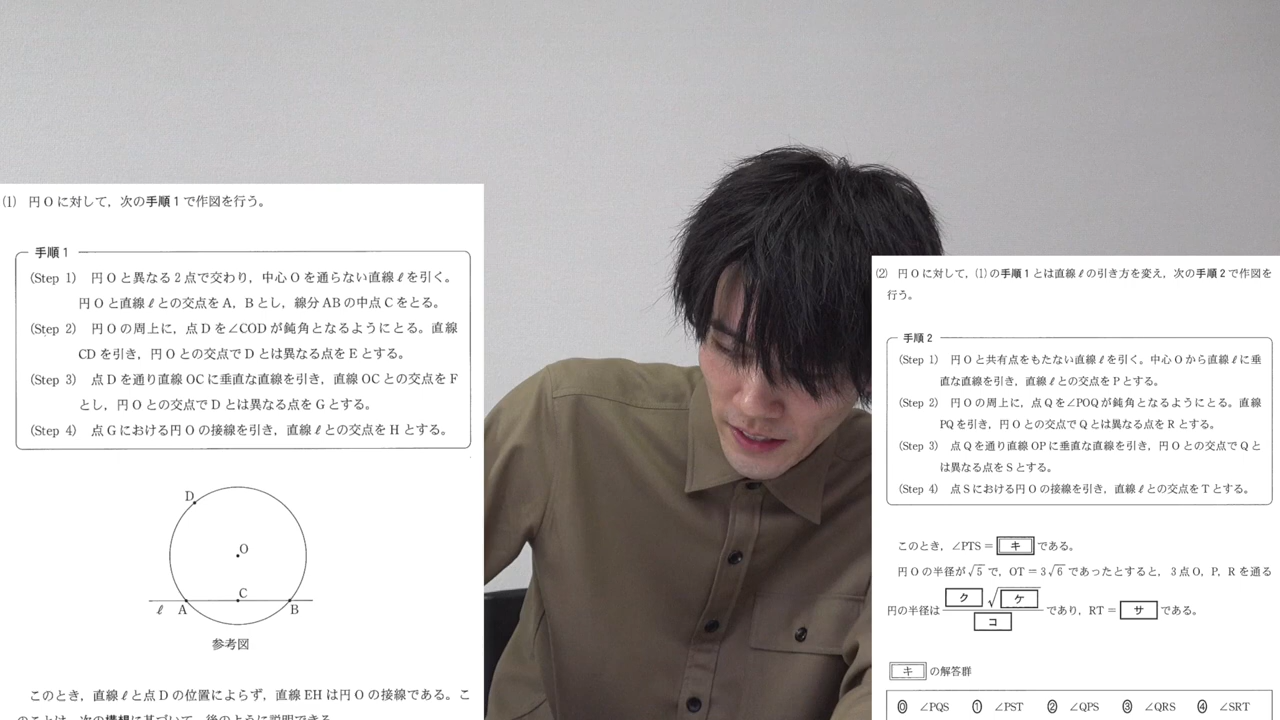 (1) 円Oに対して，次の手順1で作図を行う。
手順1
(Step 1) 円Oと異なる2点で交わり，中心Oを通らない直線ℓを引く。
円Oと直線ℓとの交点をA，Bとし，線分ABの中点Cをとる。
(Step 2) 円Oの周上に，点Dを∠CODが鈍角となるようにとる。直線
CDを引き，円Oとの交点でDとは異なる点をEとする。
(Step 3) 点Dを通り直線OCに垂直な直線を引き，直線OCとの交点をF
とし，円Oとの交点でDとは異なる点をGとする。
(Step 4) 点Gにおける円Oの接線を引き，直線ℓとの交点をHとする。
D
O
C
ℓ A B
参考図
このとき，直線ℓと点Dの位置によらず，直線EHは円Oの接線である。こ
のことは，次の構想に基づいて，後のように説明できる。
(2) 円Oに対して，(1)の手順1とは直線ℓの引き方を変え，次の手順2で作図を
行う。
手順2
(Step 1) 円Oと共有点をもたない直線ℓを引く。中心Oから直線ℓに垂
直な直線を引き，直線ℓとの交点をPとする。
(Step 2) 円Oの周上に，点Qを∠POQが鈍角となるようにとる。直線
PQを引き，円Oとの交点でQとは異なる点をRとする。
(Step 3) 点Qを通り直線OPに垂直な直線を引き，円Oとの交点でQと
は異なる点をSとする。
(Step 4) 点Sにおける円Oの接線を引き，直線ℓとの交点をTとする。
このとき，∠PTS＝キである。
円Oの半径が√5で，OT＝3√6であったとすると，3点O，P，Rを通る
円の半径はク√ケ/コであり，RT＝サである。
キの解答群
⓪ ∠PQS ① ∠PST ② ∠QPS ③ ∠QRS ④ ∠SRT